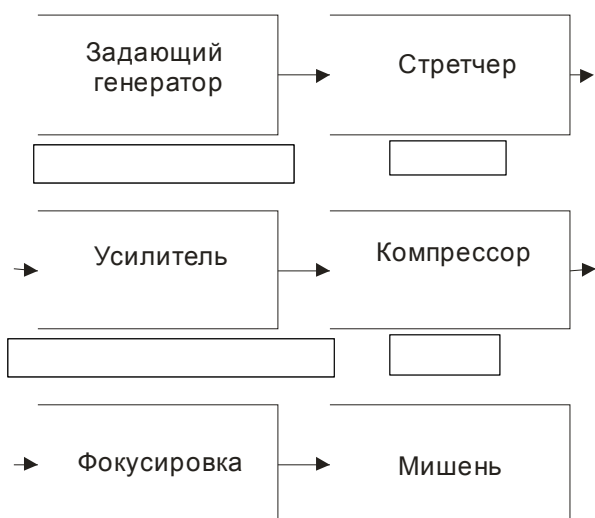 Задающий
генератор
Стретчер
Усилитель
Компрессор
Фокусировка
Мишень